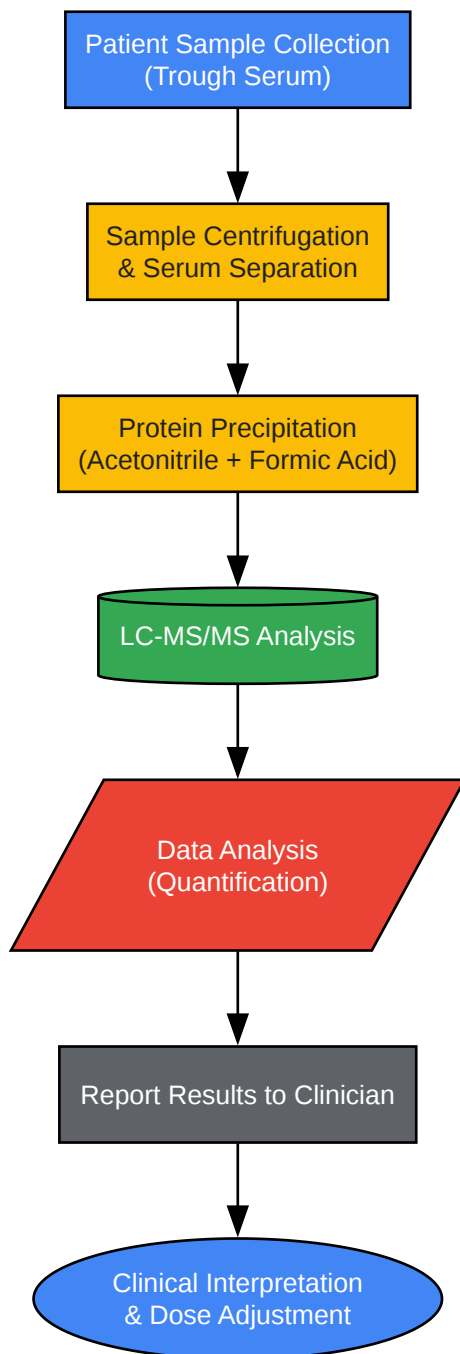 Patient Sample Collection
(Trough Serum)
Sample Centrifugation
& Serum Separation
Protein Precipitation
(Acetonitrile + Formic Acid)
LC-MS/MS Analysis
Data Analysis
(Quantification)
Report Results to Clinician
Clinical Interpretation
& Dose Adjustment